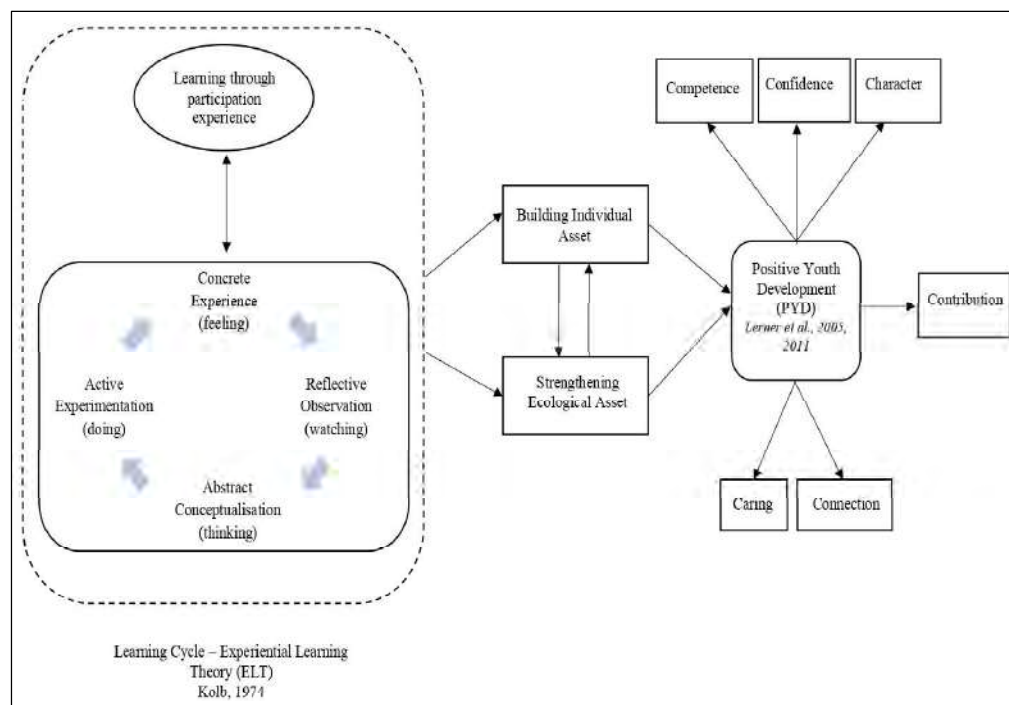 Learning through
participation
experience
Concrete
Experience
(feeling)
Active
Experimentation
(doing)
Reflective
Observation
(watching)
Abstract
Conceptualisation
(thinking)
Learning Cycle – Experiential Learning
Theory (ELT)
Kolb, 1974
Building Individual
Asset
Strengthening
Ecological Asset
Competence
Confidence
Character
Positive Youth
Development
(PYD)
Lerner et al., 2005,
2011
Contribution
Caring
Connection